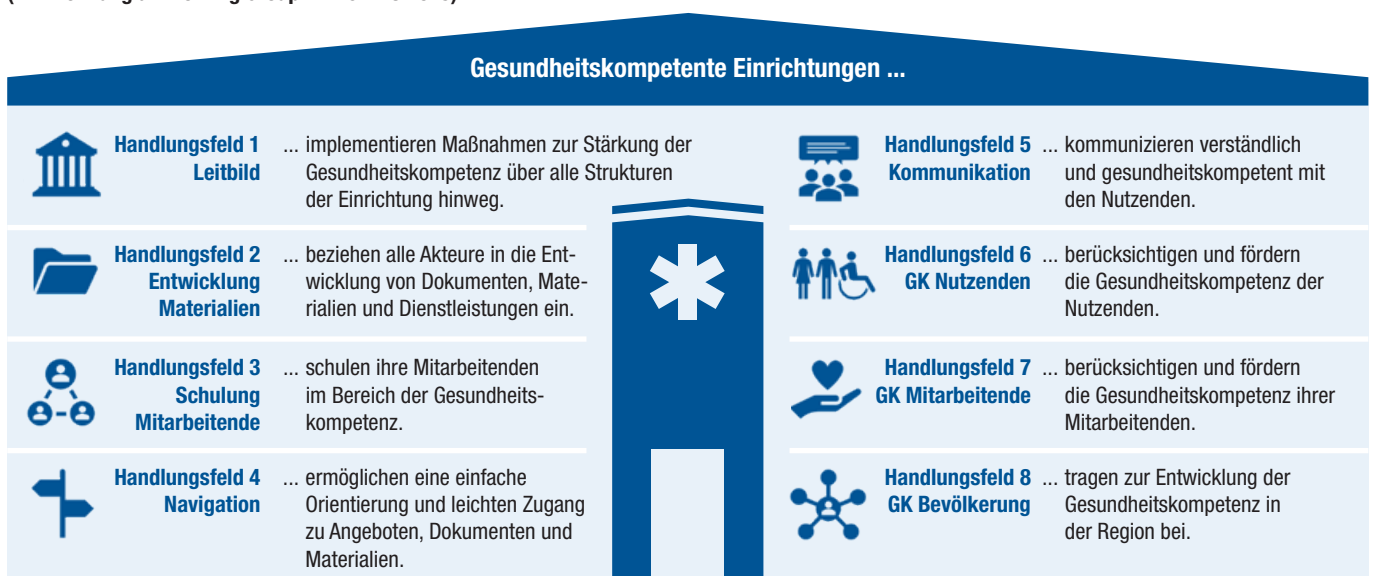 Gesundheitskompetente Einrichtungen ...
Handlungsfeld 1
Leitbild
... implementieren Maßnahmen zur Stärkung der
Gesundheitskompetenz über alle Strukturen
der Einrichtung hinweg.
Handlungsfeld 2
Entwicklung
Materialien
... beziehen alle Akteure in die Ent-
wicklung von Dokumenten, Mate-
rialien und Dienstleistungen ein.
Handlungsfeld 3
Schulung
Mitarbeitende
... schulen ihre Mitarbeitenden
im Bereich der Gesundheits-
kompetenz.
Handlungsfeld 4
Navigation
... ermöglichen eine einfache
Orientierung und leichten Zugang
zu Angeboten, Dokumenten und
Materialien.
Handlungsfeld 5
Kommunikation
... kommunizieren verständlich
und gesundheitskompetent mit
den Nutzenden.
Handlungsfeld 6
GK Nutzenden
... berücksichtigen und fördern
die Gesundheitskompetenz der
Nutzenden.
Handlungsfeld 7
GK Mitarbeitende
... berücksichtigen und fördern
die Gesundheitskompetenz ihrer
Mitarbeitenden.
Handlungsfeld 8
GK Bevölkerung
... tragen zur Entwicklung der
Gesundheitskompetenz in
der Region bei.